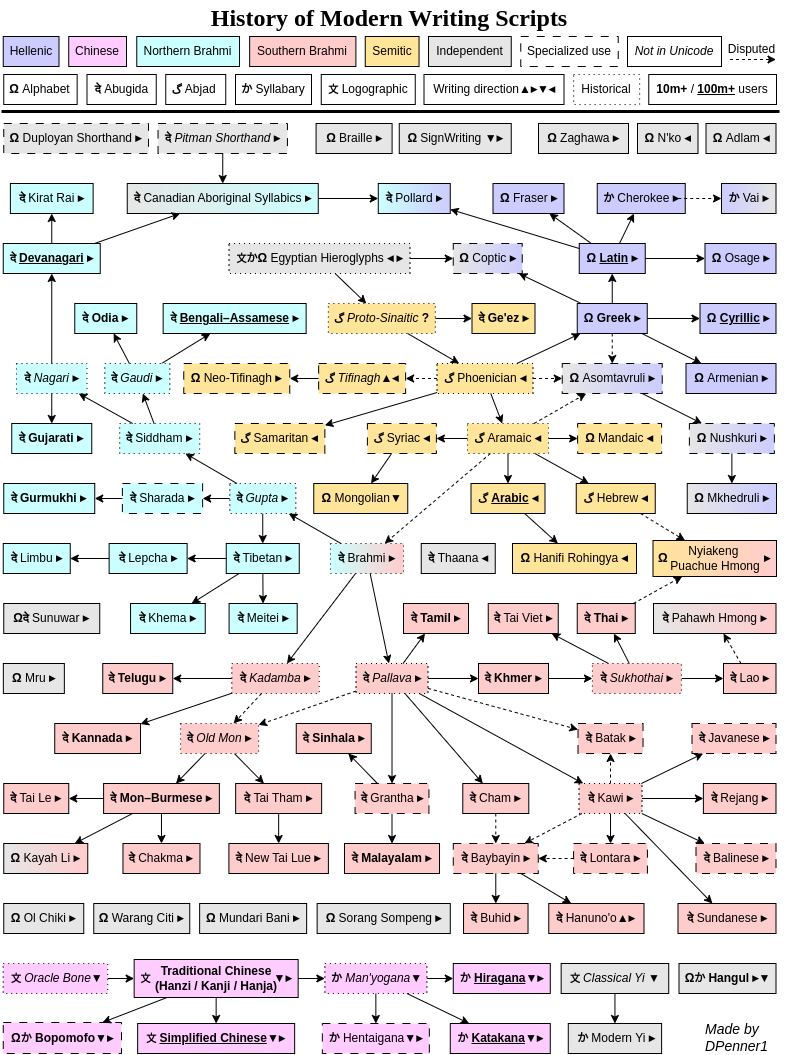 History of Modern Writing Scripts
Hellenic Chinese Northern Brahmi Southern Brahmi Semitic Independent Specialized use Not in Unicode Disputed
Ω Alphabet दे Abugida گ Abjad か Syllabary 文 Logographic Writing direction▲▶▼◀ Historical 10m+ / 100m+ users
Ω Duployan Shorthand ▶ दे Pitman Shorthand ▶ Ω Braille ▶ Ω SignWriting ▼▶ Ω Zaghawa ▶ Ω N'ko ◀ Ω Adlam ◀
दे Kirat Rai ▶ दे Canadian Aboriginal Syllabics ▶ दे Pollard ▶ Ω Fraser ▶ か Cherokee ▶ か Vai ▶
दे Devanagari ▶ 文かΩ Egyptian Hieroglyphs ◀▶ Ω Coptic ▶ Ω Latin ▶ Ω Osage ▶
दे Odia ▶ दे Bengali–Assamese ▶ گ Proto-Sinaitic ? दे Ge'ez ▶ Ω Greek ▶ Ω Cyrillic ▶
दे Nagari ▶ दे Gaudi ▶ Ω Neo-Tifinagh ▶ گ Tifinagh▲◀ گ Phoenician ◀ Ω Asomtavruli ▶ Ω Armenian ▶
दे Gujarati ▶ दे Siddham ▶ گ Samaritan ◀ گ Syriac ◀ گ Aramaic ◀ Ω Mandaic ◀ Ω Nushkuri ▶
दे Gurmukhi ▶ दे Sharada ▶ दे Gupta ▶ Ω Mongolian▼ گ Arabic ◀ گ Hebrew ◀ Ω Mkhedruli ▶
दे Limbu ▶ दे Lepcha ▶ दे Tibetan ▶ दे Brahmi ▶ दे Thaana ◀ Ω Hanifi Rohingya ◀ Ω Nyiakeng
Puachue Hmong ▶
Ωदे Sunuwar ▶ दे Khema ▶ दे Meitei ▶ दे Tamil ▶ दे Tai Viet ▶ दे Thai ▶ दे Pahawh Hmong ▶
Ω Mru ▶ दे Telugu ▶ दे Kadamba ▶ दे Pallava ▶ दे Khmer ▶ दे Sukhothai ▶ दे Lao ▶
दे Kannada ▶ दे Old Mon ▶ दे Sinhala ▶ दे Batak ▶ दे Javanese ▶
दे Tai Le ▶ दे Mon–Burmese ▶ दे Tai Tham ▶ दे Grantha ▶ दे Cham ▶ दे Kawi ▶ दे Rejang ▶
Ω Kayah Li ▶ दे Chakma ▶ दे New Tai Lue ▶ दे Malayalam ▶ दे Baybayin ▶ दे Lontara ▶ दे Balinese ▶
Ω Ol Chiki ▶ Ω Warang Citi ▶ Ω Mundari Bani ▶ Ω Sorang Sompeng ▶ दे Buhid ▶ दे Hanuno'o▲▶ दे Sundanese ▶
文 Oracle Bone▼ 文 Traditional Chinese
(Hanzi / Kanji / Hanja) ▼▶ か Man'yogana▼ か Hiragana▼▶ 文 Classical Yi ▼ Ωか Hangul ▶▼
Ωか Bopomofo▼▶ 文 Simplified Chinese▼▶ か Hentaigana▼▶ か Katakana▼▶ か Modern Yi ▶
Made by
DPenner1